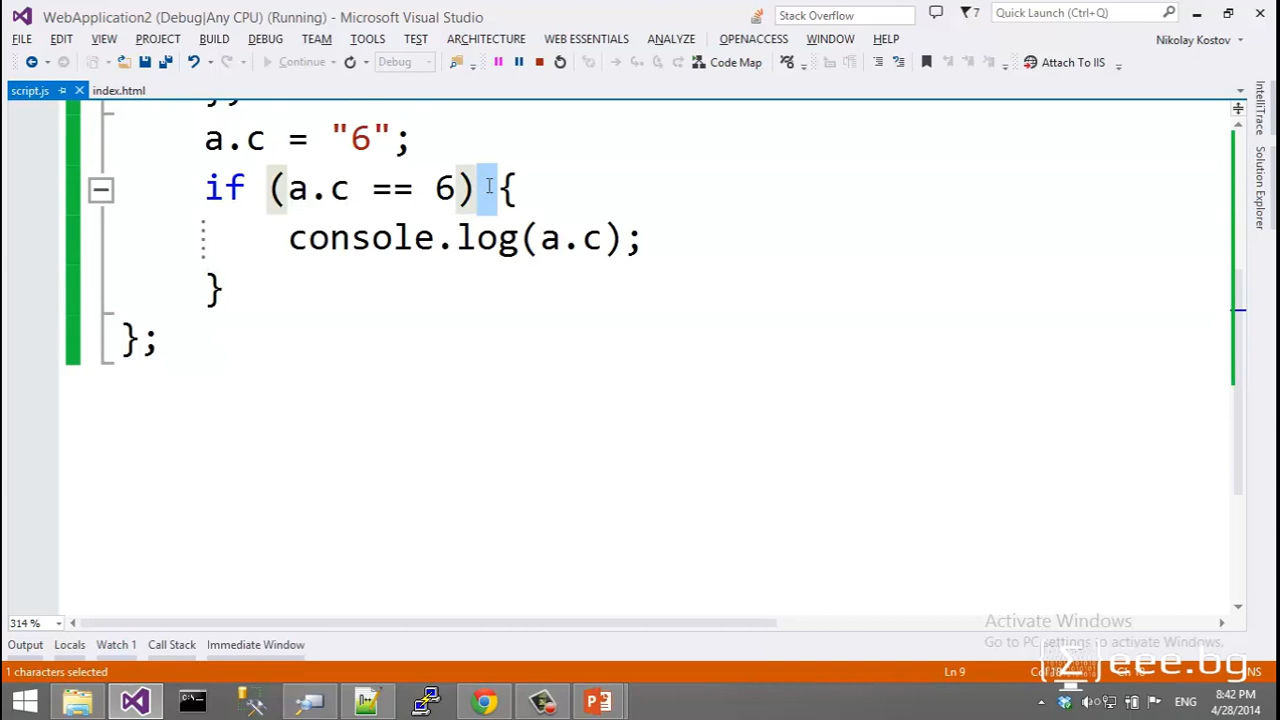 WebApplication2 (Debug|Any CPU) (Running) - Microsoft Visual Studio
Stack Overflow
7
Quick Launch (Ctrl+Q)
FILE EDIT VIEW PROJECT BUILD DEBUG TEAM TOOLS TEST ARCHITECTURE WEB ESSENTIALS ANALYZE OPENACCESS WINDOW HELP
Nikolay Kostov
Continue Debug Code Map Attach To IIS
script.js index.html
IntelliTrace
Solution Explorer
a.c = "6";
if (a.c == 6) {
console.log(a.c);
}
};
314 %
Activate Windows
Go to PC settings to activate Windows.
Output Locals Watch 1 Call Stack Immediate Window
1 characters selected
Ln 9
jeee.bg
ENG
8:42 PM
4/28/2014